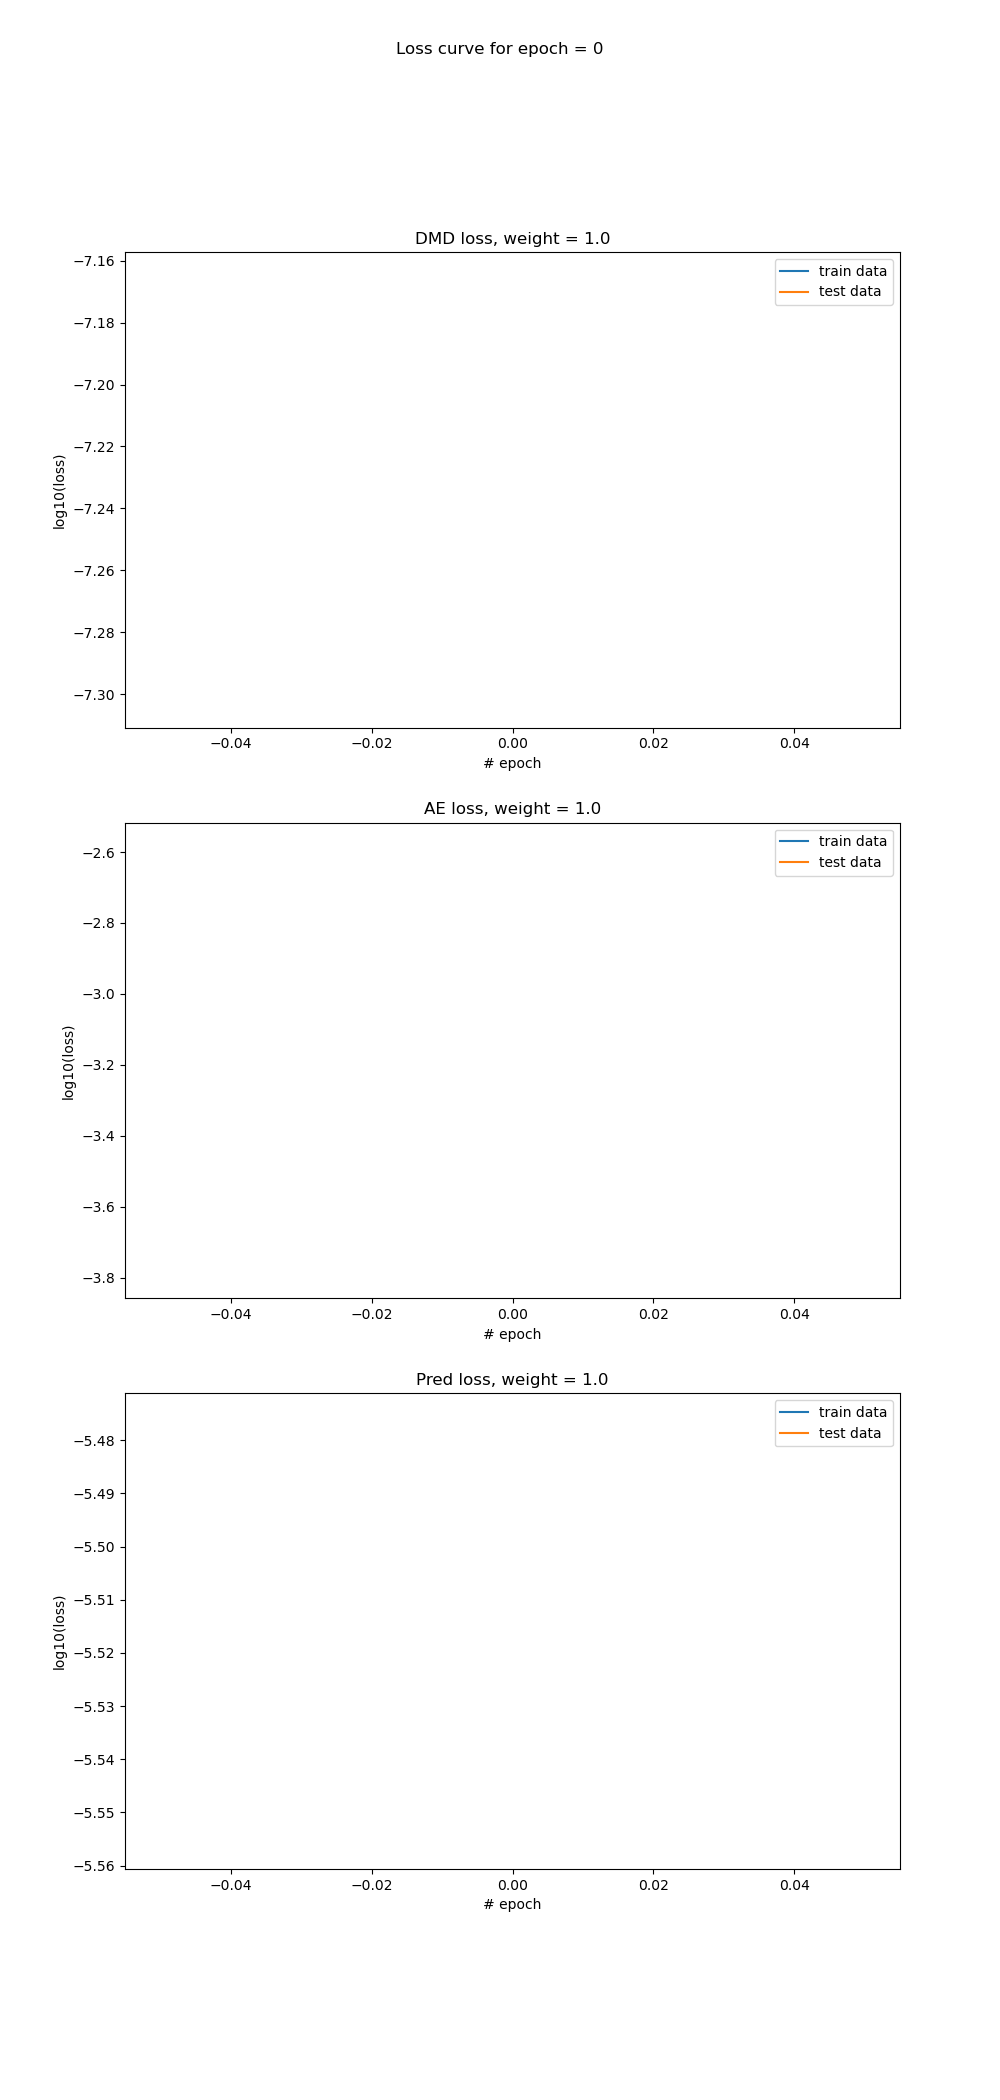 Loss curve for epoch = 0
DMD loss, weight = 1.0
train data
test data
−7.16
−7.18
−7.20
−7.22
−7.24
−7.26
−7.28
−7.30
log10(loss)
−0.04 −0.02 0.00 0.02 0.04
# epoch
AE loss, weight = 1.0
train data
test data
−2.6
−2.8
−3.0
−3.2
−3.4
−3.6
−3.8
log10(loss)
−0.04 −0.02 0.00 0.02 0.04
# epoch
Pred loss, weight = 1.0
train data
test data
−5.48
−5.49
−5.50
−5.51
−5.52
−5.53
−5.54
−5.55
−5.56
log10(loss)
−0.04 −0.02 0.00 0.02 0.04
# epoch